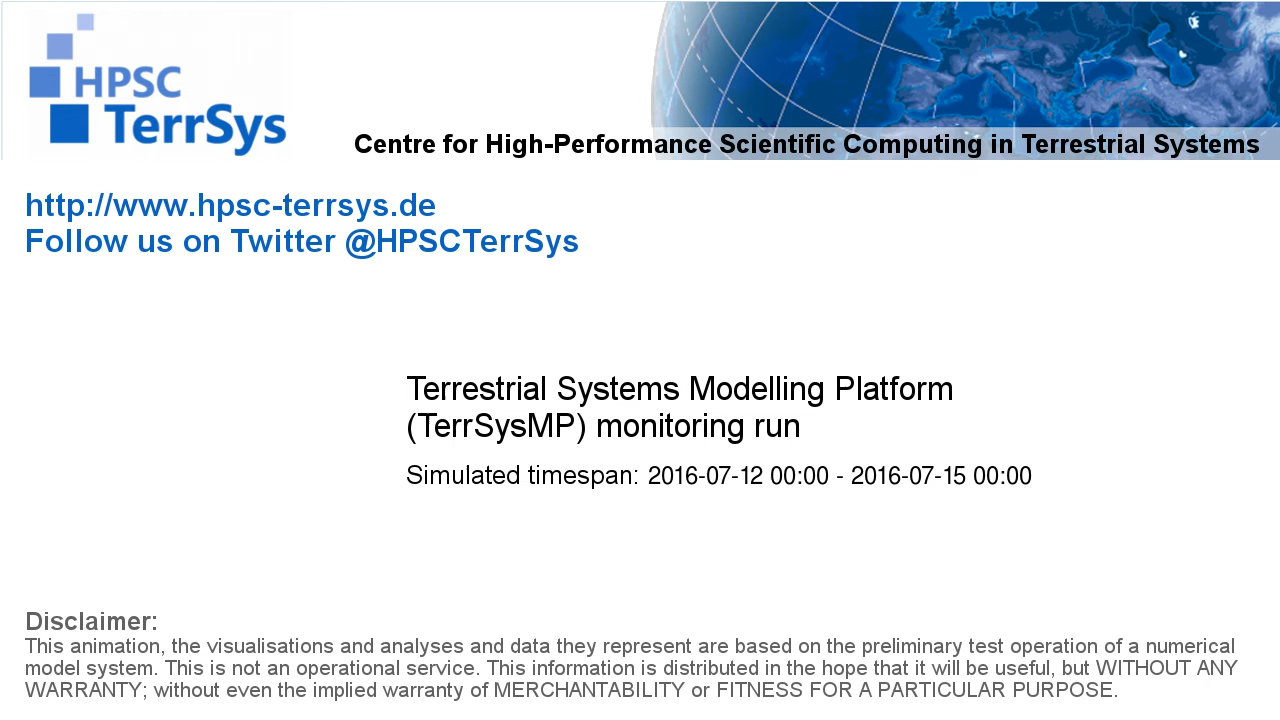 HPSC
TerrSys
Centre for High-Performance Scientific Computing in Terrestrial Systems
http://www.hpsc-terrsys.de
Follow us on Twitter @HPSCTerrSys
Terrestrial Systems Modelling Platform
(TerrSysMP) monitoring run
Simulated timespan: 2016-07-12 00:00 - 2016-07-15 00:00
Disclaimer:
This animation, the visualisations and analyses and data they represent are based on the preliminary test operation of a numerical
model system. This is not an operational service. This information is distributed in the hope that it will be useful, but WITHOUT ANY
WARRANTY; without even the implied warranty of MERCHANTABILITY or FITNESS FOR A PARTICULAR PURPOSE.